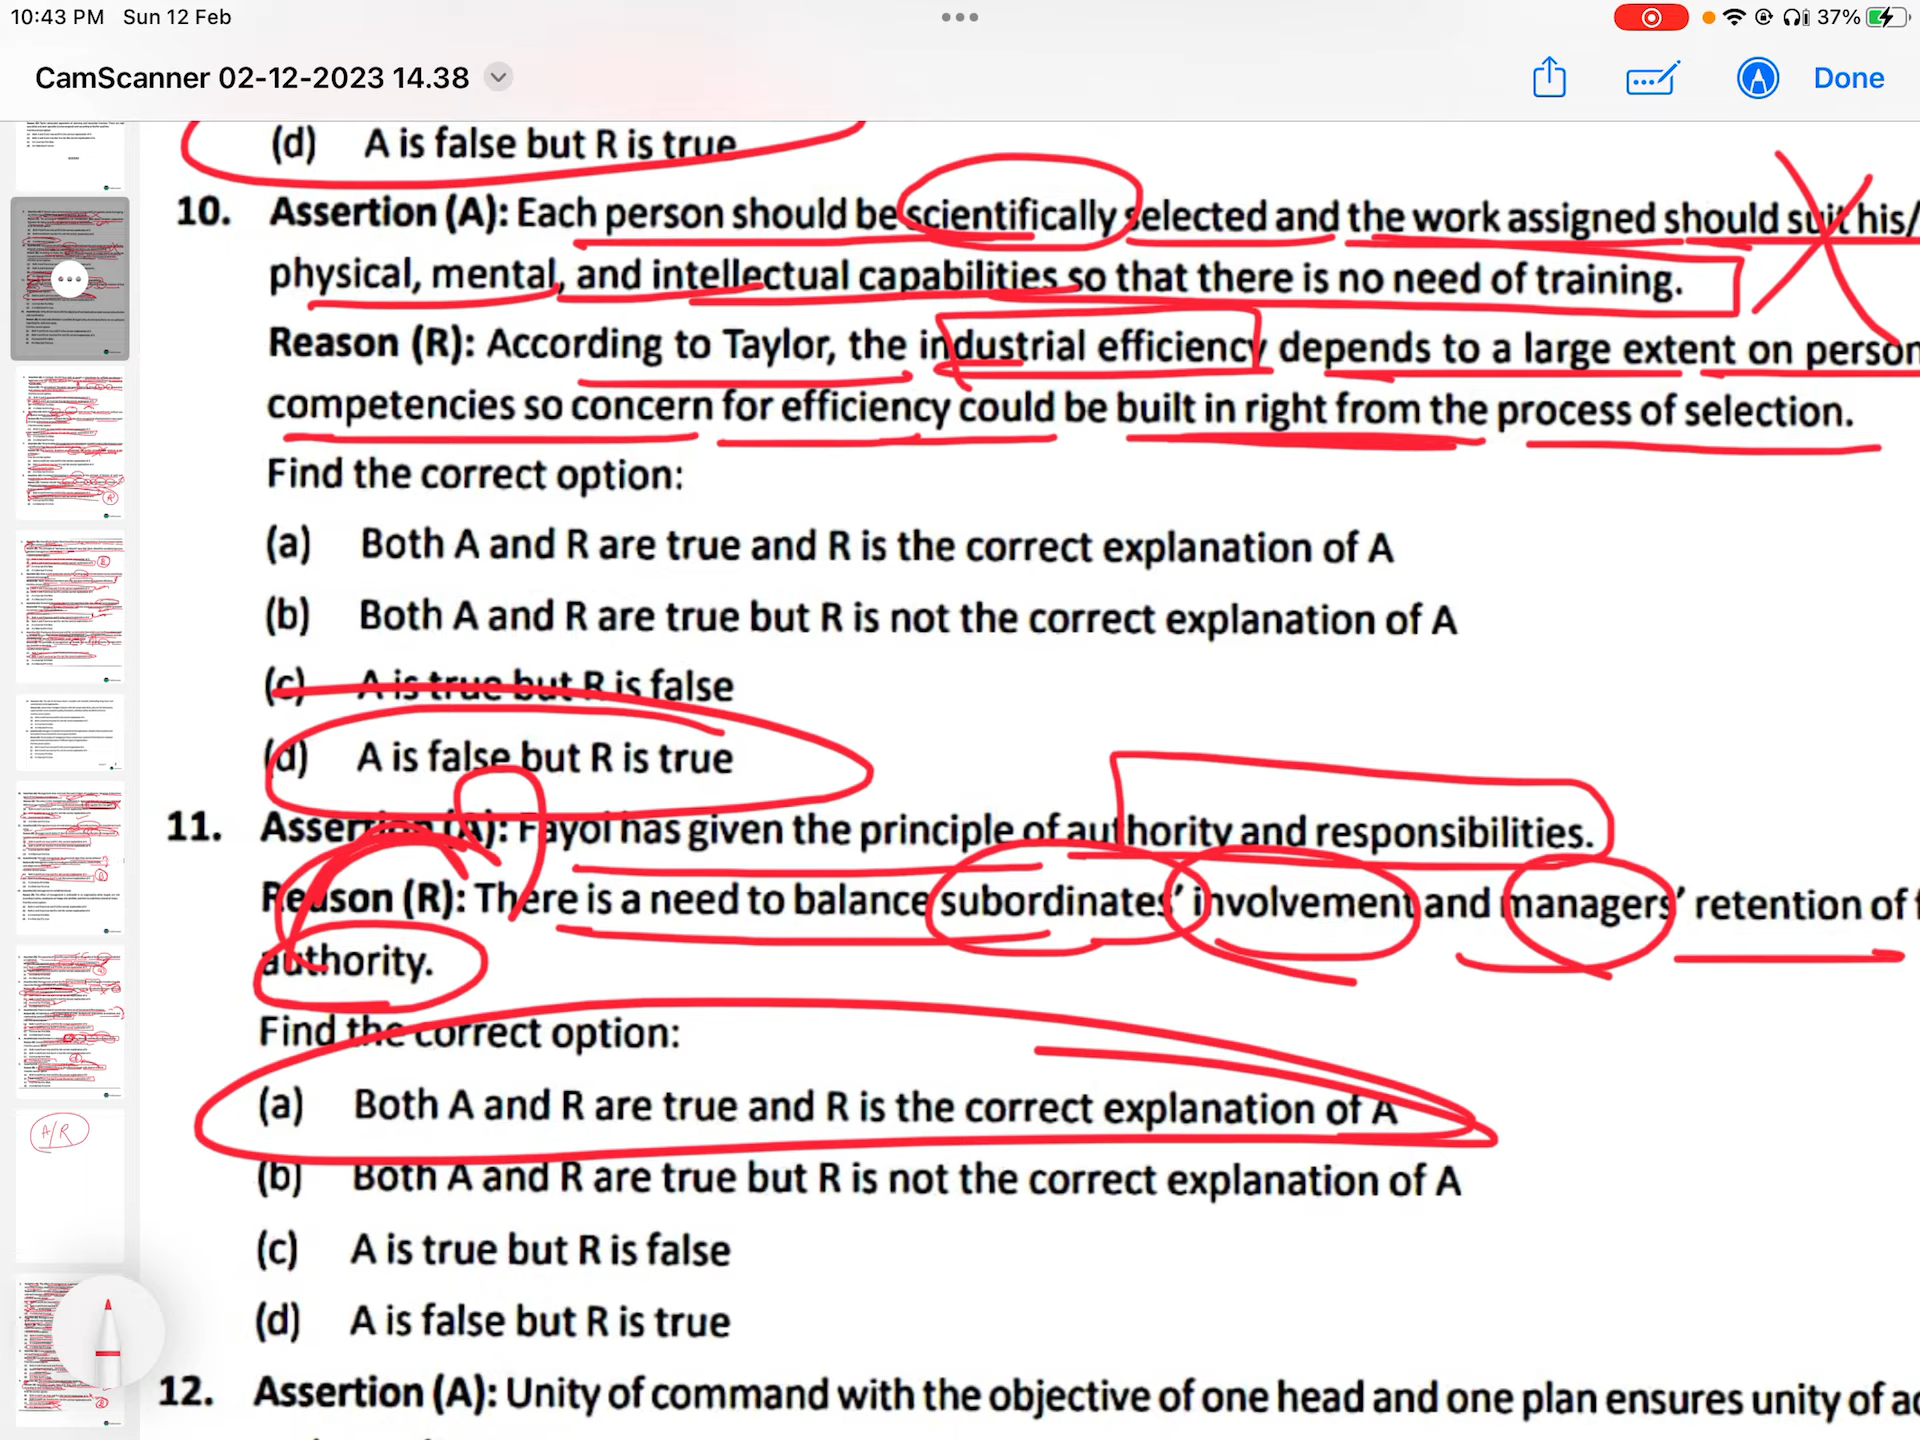 10:43 PM Sun 12 Feb
37%
CamScanner 02-12-2023 14.38
Done
(d) A is false but R is true
10. Assertion (A): Each person should be scientifically selected and the work assigned should suit his/
physical, mental, and intellectual capabilities so that there is no need of training.
Reason (R): According to Taylor, the industrial efficiency depends to a large extent on person
competencies so concern for efficiency could be built in right from the process of selection.
Find the correct option:
(a) Both A and R are true and R is the correct explanation of A
(b) Both A and R are true but R is not the correct explanation of A
(c) A is true but R is false
(d) A is false but R is true
11. Assertion (A): Fayol has given the principle of authority and responsibilities.
Reason (R): There is a need to balance subordinates' involvement and managers' retention of f
authority.
Find the correct option:
(a) Both A and R are true and R is the correct explanation of A
(b) Both A and R are true but R is not the correct explanation of A
(c) A is true but R is false
(d) A is false but R is true
12. Assertion (A): Unity of command with the objective of one head and one plan ensures unity of ac
A/R